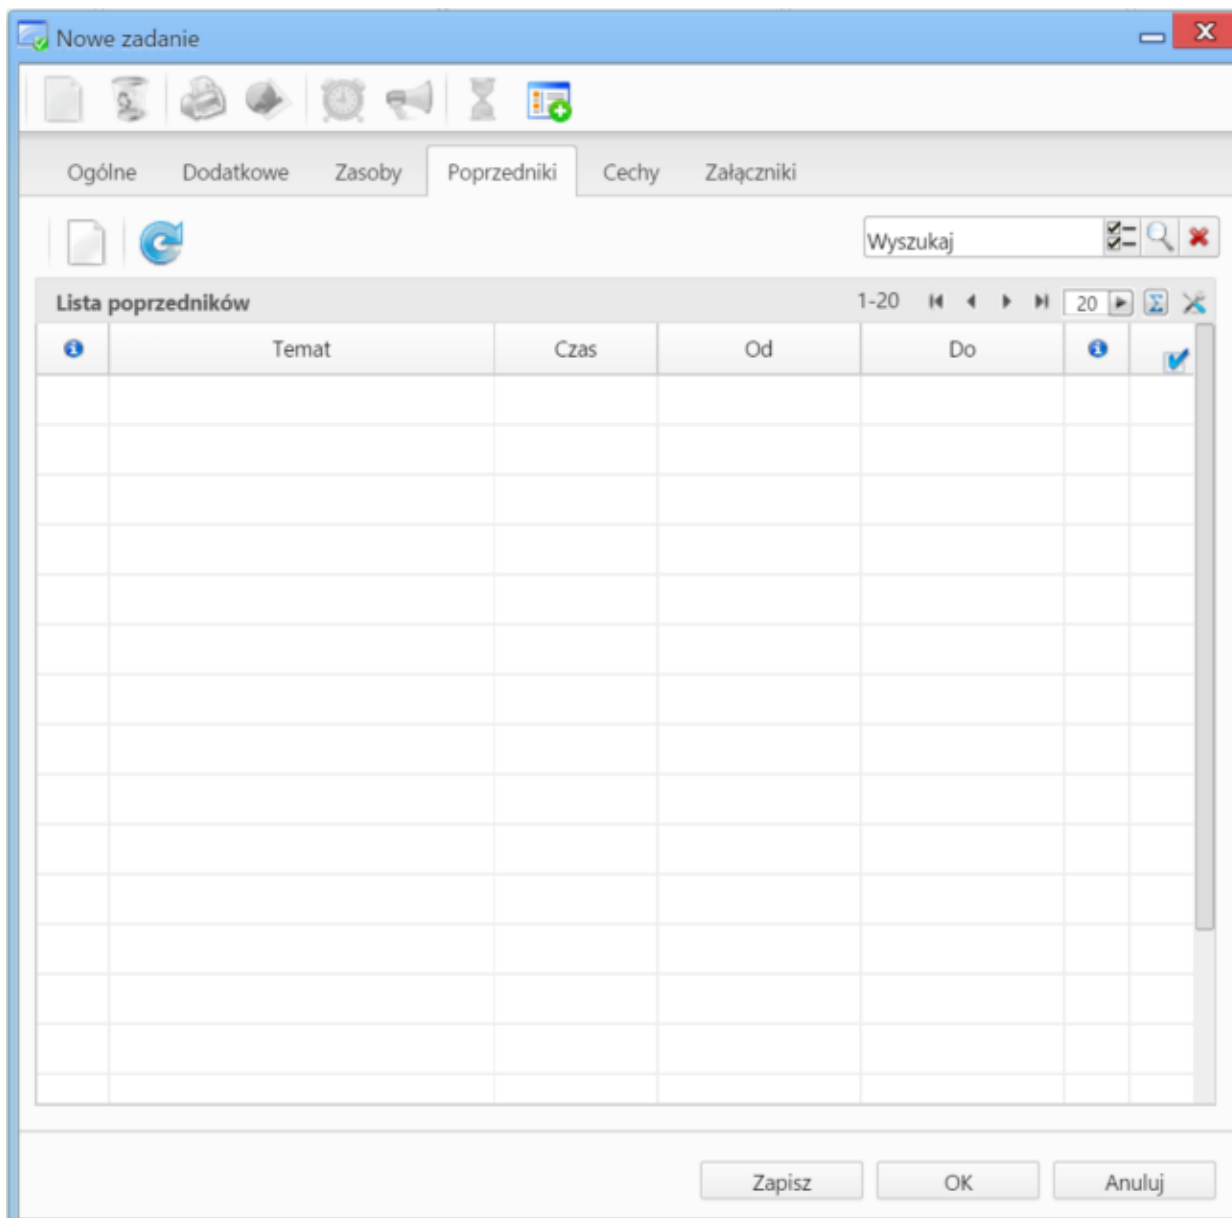 Nowe zadanie
Ogólne Dodatkowe Zasoby Poprzedniki Cechy Załączniki
Wyszukaj
Lista poprzedników 1-20 20 Σ
Temat Czas Od Do
Zapisz OK Anuluj